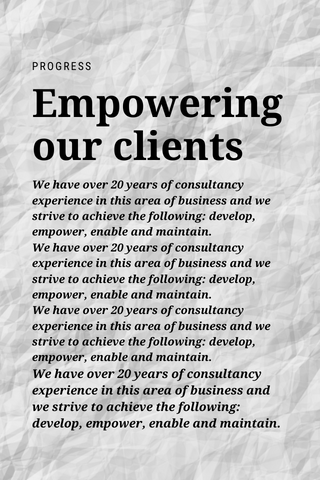 PROGRESS
Empowering
our clients
We have over 20 years of consultancy
experience in this area of business and we
strive to achieve the following: develop,
empower, enable and maintain.
We have over 20 years of consultancy
experience in this area of business and we
strive to achieve the following: develop,
empower, enable and maintain.
We have over 20 years of consultancy
experience in this area of business and we
strive to achieve the following: develop,
empower, enable and maintain.
We have over 20 years of consultancy
experience in this area of business and
we strive to achieve the following:
develop, empower, enable and maintain.